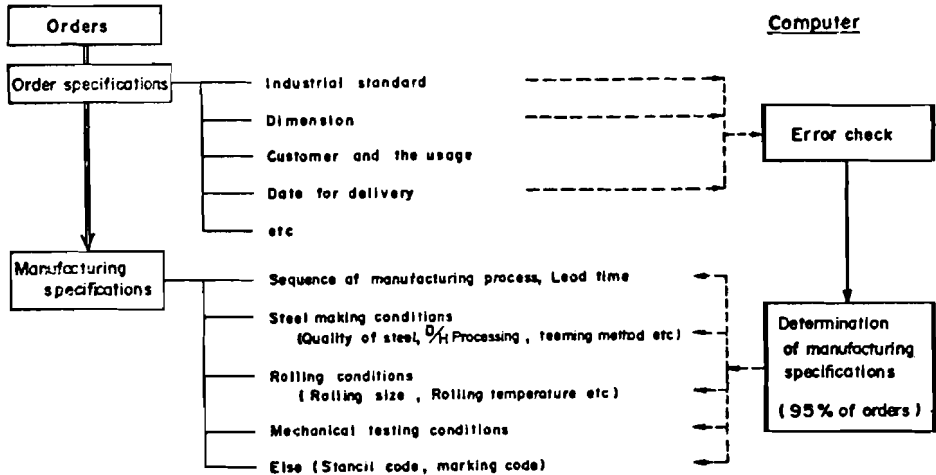 Orders
Computer
Order specifications
Industrial standard
Dimension
Customer and the usage
Date for delivery
etc
Error check
Manufacturing
specifications
Sequence of manufacturing process, Lead time
Steel making conditions
(Quality of steel, D/H Processing , teeming method etc)
Rolling conditions
( Rolling size , Rolling temperature etc)
Mechanical testing conditions
Else (Stancil code, marking code)
Determination
of manufacturing
specifications
(95% of orders)